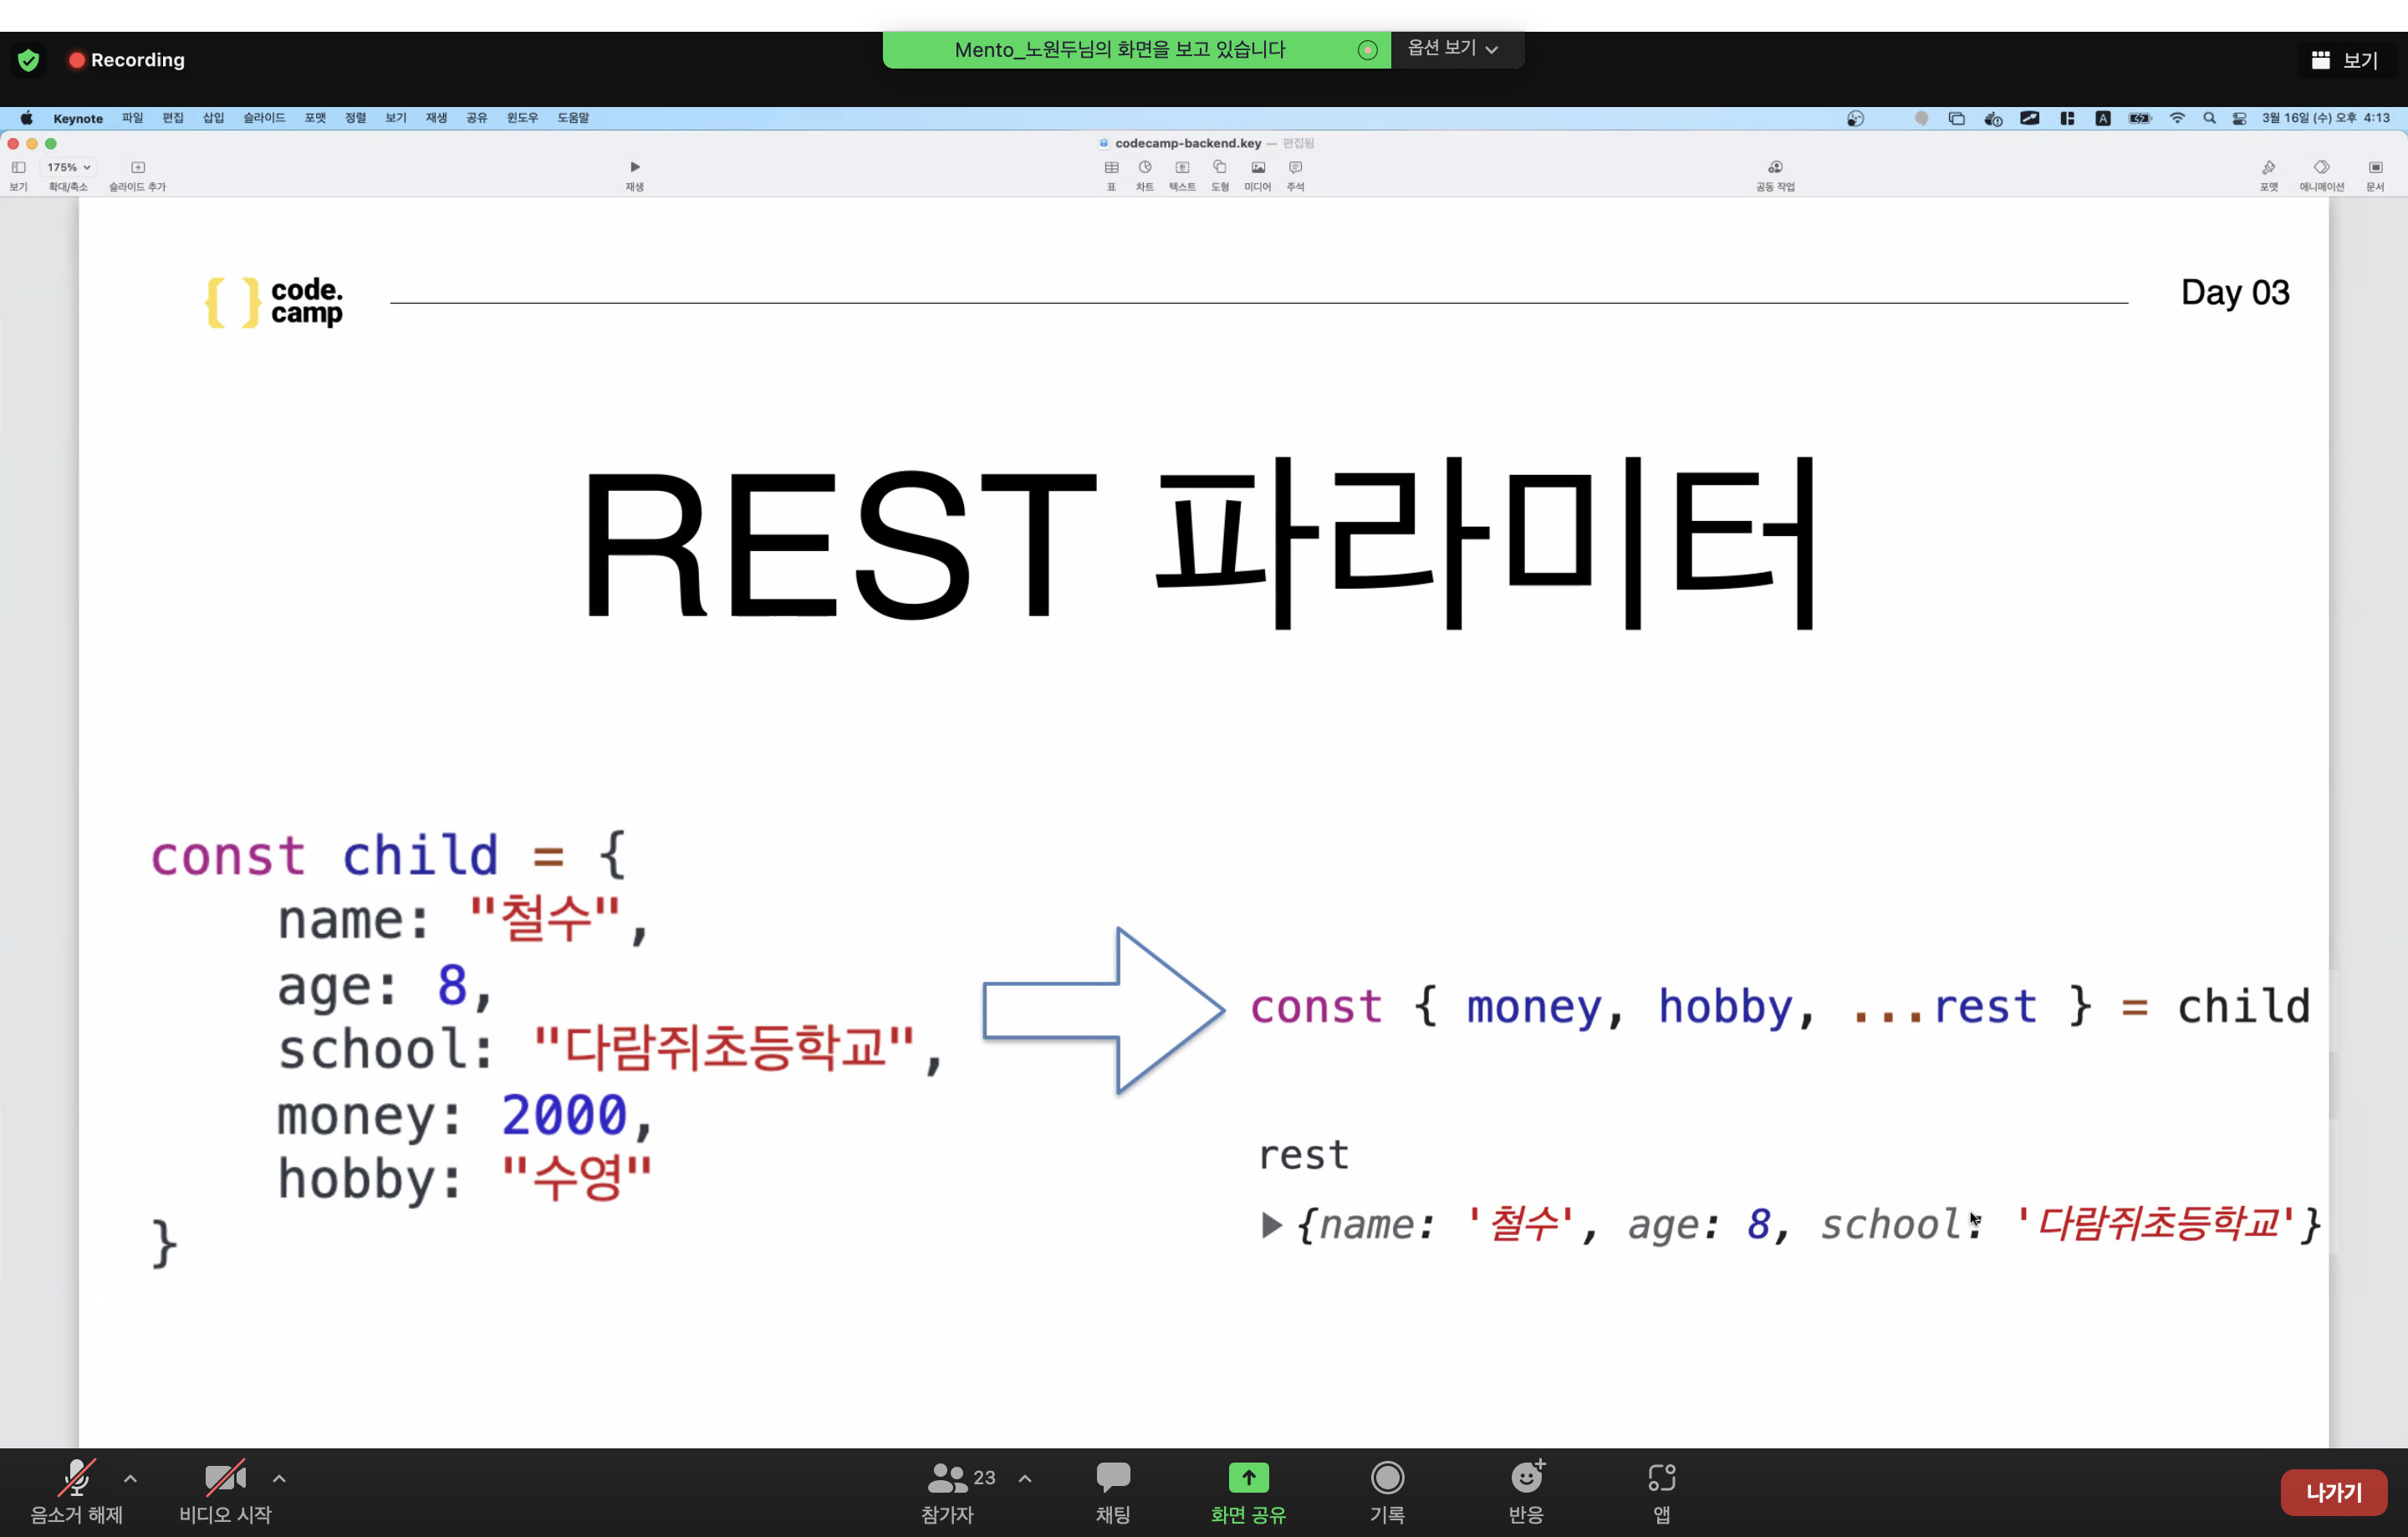 Recording
Mento_노원두님의 화면을 보고 있습니다
옵션 보기
보기
Keynote 파일 편집 삽입 슬라이드 포맷 정렬 보기 재생 공유 윈도우 도움말
3월 16일 (수) 오후 4:13
codecamp-backend.key — 편집됨
175%
보기 확대/축소 슬라이드 추가 재생 표 차트 텍스트 도형 미디어 주석 공동 작업 포맷 애니메이션 문서
{ } code.
camp
Day 03
REST 파라미터
const child = {
name: "철수",
age: 8,
school: "다람쥐초등학교",
money: 2000,
hobby: "수영"
}
const { money, hobby, ...rest } = child
rest
▶ {name: '철수', age: 8, school: '다람쥐초등학교'}
23
음소거 해제 비디오 시작 참가자 채팅 화면 공유 기록 반응 앱
나가기